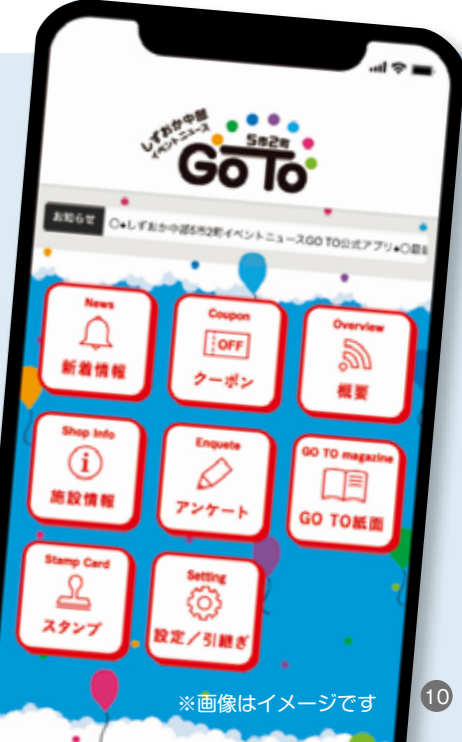 しずおか中部
イベントニュース
5市2町
GO TO
お知らせ
○●しずおか中部5市2町イベントニュースGO TO公式アプリ●○
News
新着情報
Coupon
OFF
クーポン
Overview
概要
Shop Info
施設情報
Enquete
アンケート
GO TO magazine
GO TO紙面
Stamp Card
スタンプ
Setting
設定/引継ぎ
※画像はイメージです
10